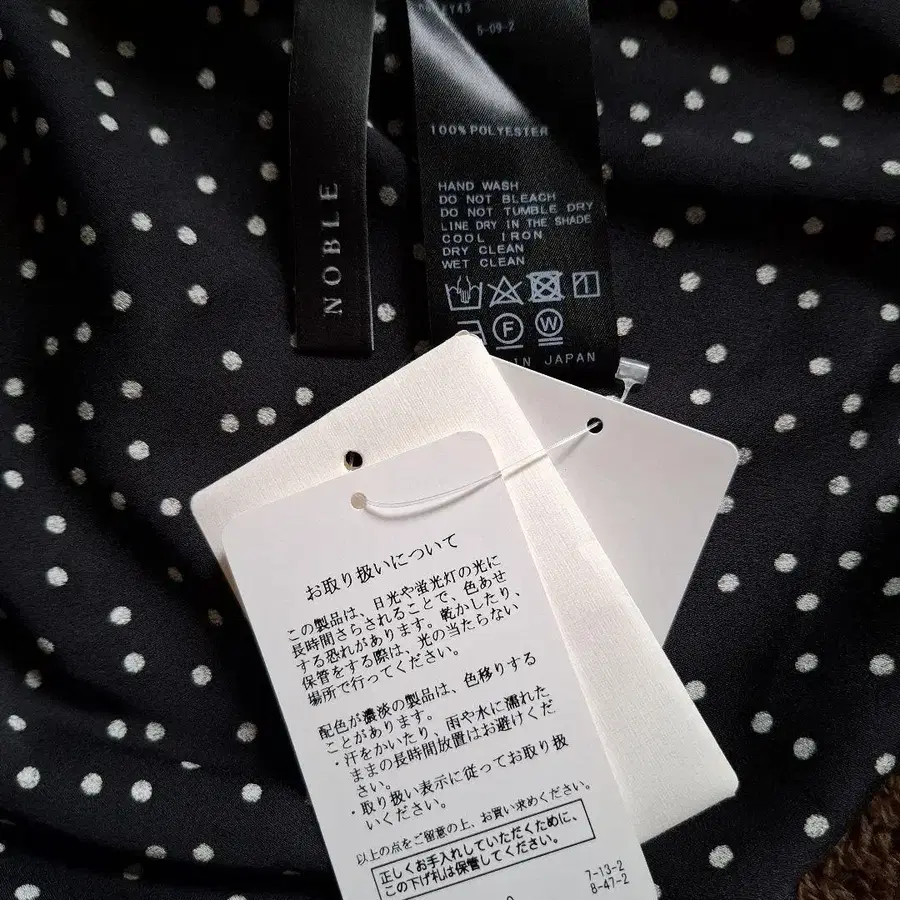 NOBLE
6-09-2
100% POLYESTER
HAND WASH
DO NOT BLEACH
DO NOT TUMBLE DRY
LINE DRY IN THE SHADE
COOL IRON
DRY CLEAN
WET CLEAN
F
W
IN JAPAN
お取り扱いについて
この製品は、日光や蛍光灯の光に
長時間さらされることで、色あせ
する恐れがあります。乾かしたり、
保管をする際は、光の当たらない
場所で行ってください。
配色が濃淡の製品は、色移りする
ことがあります。
・汗をかいたり、雨や水に濡れた
ままの長時間放置はお避けくだ
さい。
・取り扱い表示に従ってお取り扱
いください。
以上の点をご留意の上、お買い求めください。
正しくお手入れしていただくために、
この下げ札は保管してください。
7-13-2
8-47-2